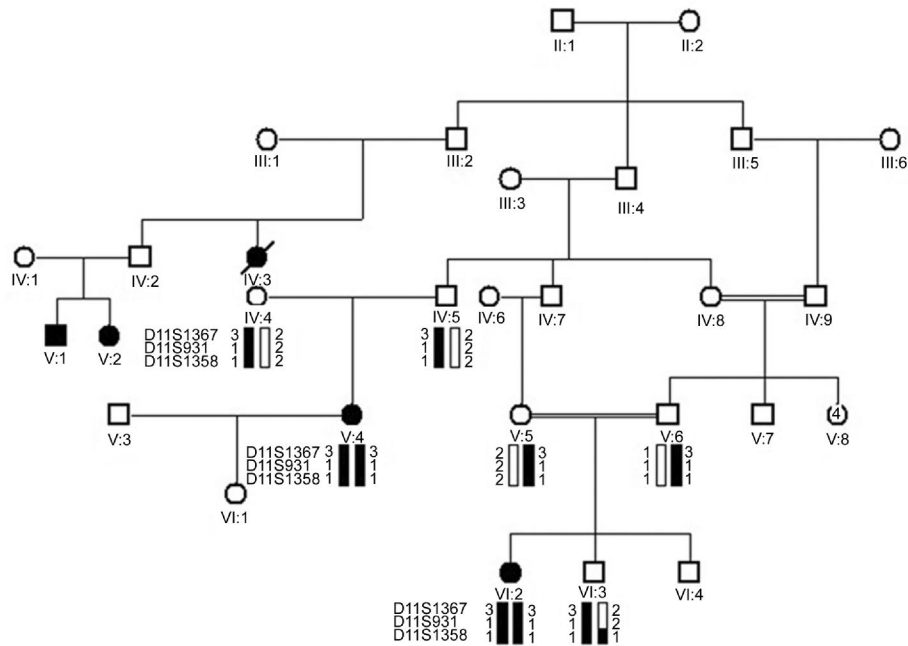 II:1 II:2
III:1 III:2 III:5 III:6
III:3 III:4
IV:1 IV:2 IV:3
IV:4 IV:5 IV:6 IV:7 IV:8 IV:9
V:1 V:2
D11S1367 3 2 3 2
D11S931 1 2 1 2
D11S1358 1 2 1 2
4
V:3 V:4 V:5 V:6 V:7 V:8
D11S1367 3 3 2 3 1 3
D11S931 1 1 2 1 1 1
D11S1358 1 1 2 1 1 1
VI:1
VI:2 VI:3 VI:4
D11S1367 3 3 3 2
D11S931 1 1 1 2
D11S1358 1 1 1 1